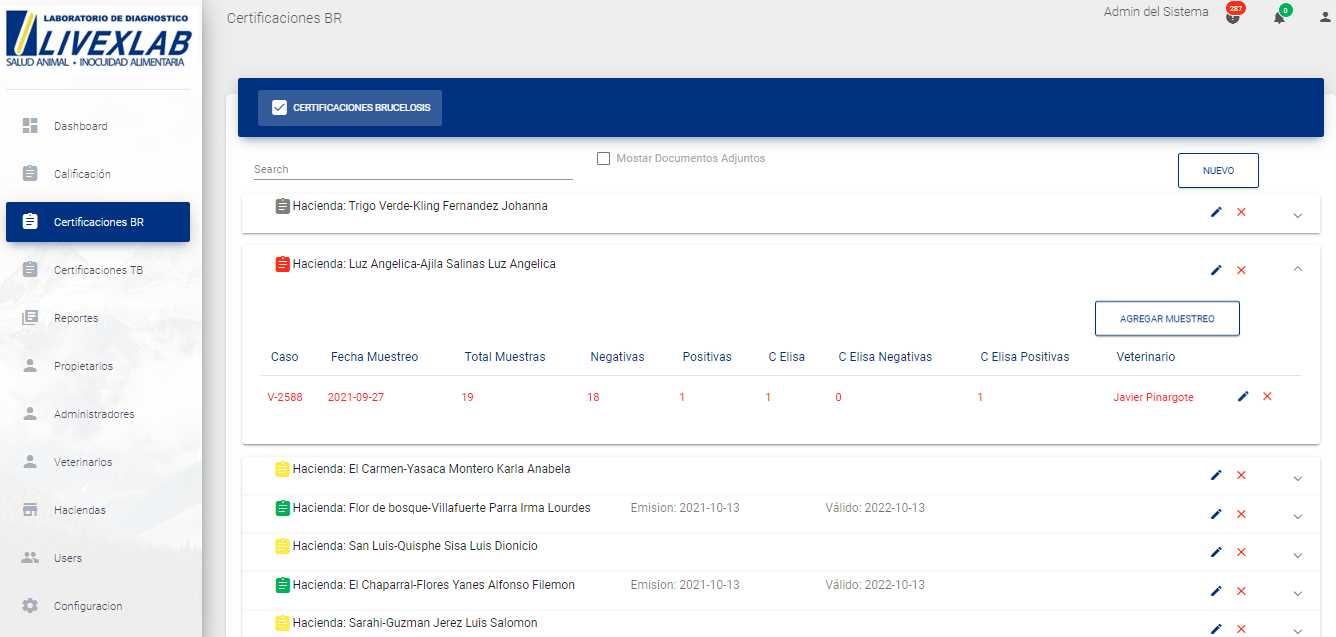 LABORATORIO DE DIAGNOSTICO
LIVEXLAB
SALUD ANIMAL • INOCUIDAD ALIMENTARIA
Certificaciones BR
Admin del Sistema
287
0
Dashboard
Calificación
Certificaciones BR
Certificaciones TB
Reportes
Propietarios
Administradores
Veterinarios
Haciendas
Users
Configuracion
CERTIFICACIONES BRUCELOSIS
Search
Mostar Documentos Adjuntos
NUEVO
Hacienda: Trigo Verde-Kling Fernandez Johanna
Hacienda: Luz Angelica-Ajila Salinas Luz Angelica
AGREGAR MUESTREO
Caso Fecha Muestreo Total Muestras Negativas Positivas C Elisa C Elisa Negativas C Elisa Positivas Veterinario
V-2588 2021-09-27 19 18 1 1 0 1 Javier Pinargote
Hacienda: El Carmen-Yasaca Montero Karla Anabela
Hacienda: Flor de bosque-Villafuerte Parra Irma Lourdes Emision: 2021-10-13 Válido: 2022-10-13
Hacienda: San Luis-Quisphe Sisa Luis Dionicio
Hacienda: El Chaparral-Flores Yanes Alfonso Filemon Emision: 2021-10-13 Válido: 2022-10-13
Hacienda: Sarahi-Guzman Jerez Luis Salomon